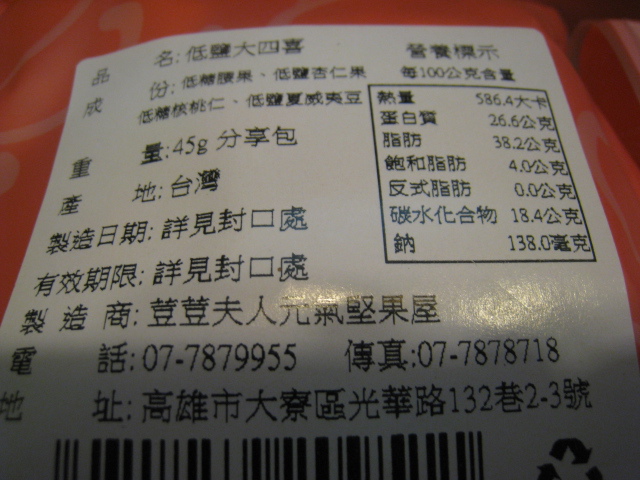 品名:低鹽大四喜
成份:低糖腰果、低鹽杏仁果
低糖核桃仁、低鹽夏威夷豆
重量:45g 分享包
產地:台灣
製造日期:詳見封口處
有效期限:詳見封口處
製造商:荳荳夫人元氣堅果屋
電話:07-7879955 傳真:07-7878718
地址:高雄市大寮區光華路132巷2-3號
營養標示
每100公克含量
熱量 586.4大卡
蛋白質 26.6公克
脂肪 38.2公克
飽和脂肪 4.0公克
反式脂肪 0.0公克
碳水化合物 18.4公克
鈉 138.0毫克